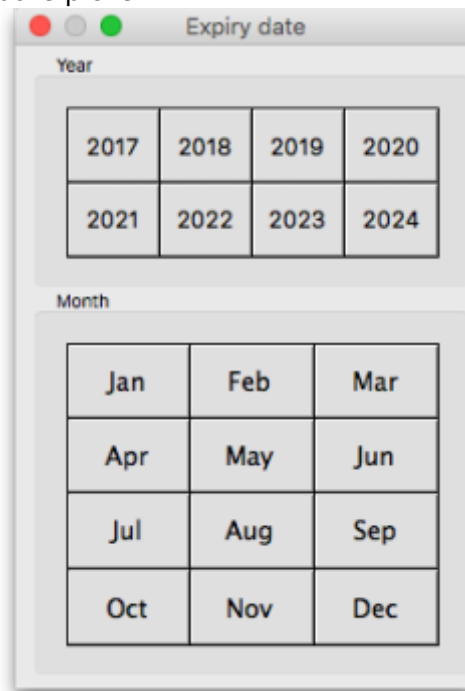 Expiry date
Year
2017 2018 2019 2020
2021 2022 2023 2024
Month
Jan Feb Mar
Apr May Jun
Jul Aug Sep
Oct Nov Dec